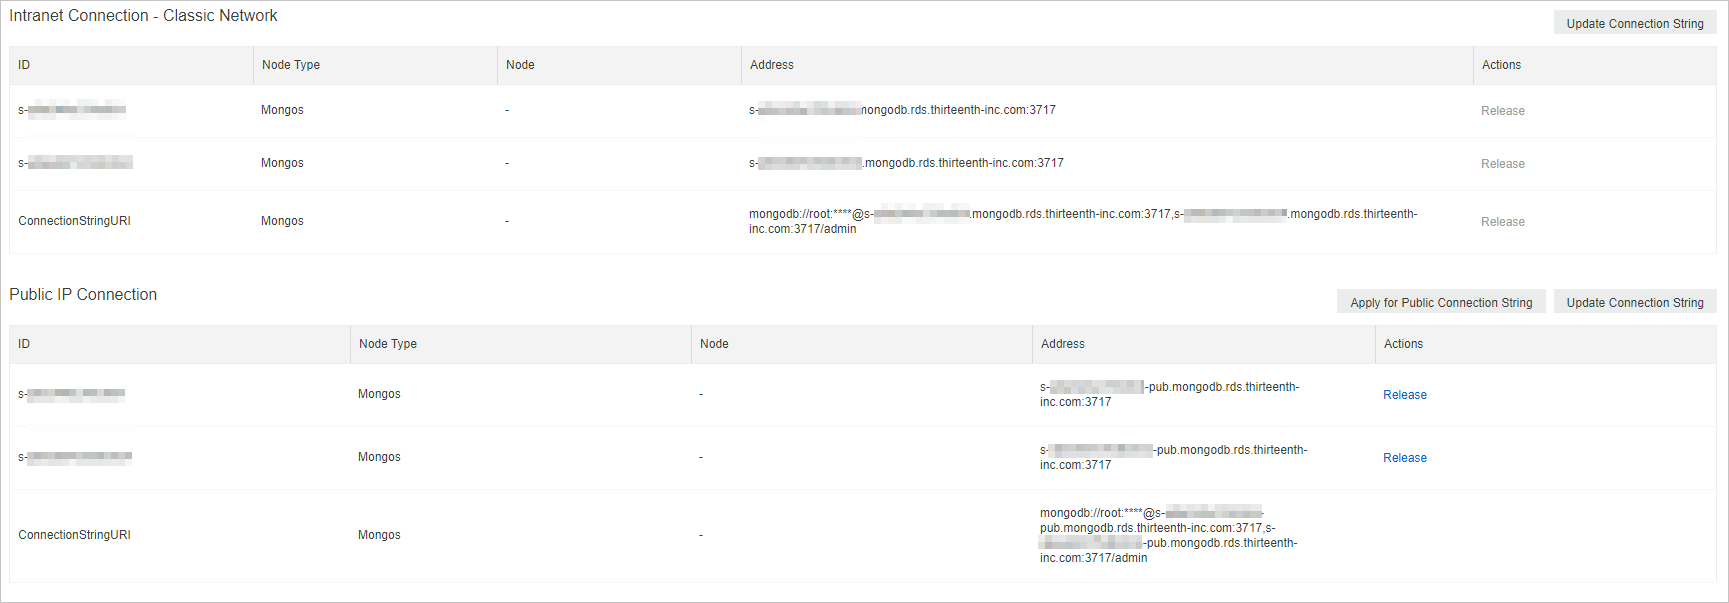 Intranet Connection - Classic Network
Update Connection String
ID Node Type Node Address Actions
s- Mongos - s- mongodb.rds.thirteenth-inc.com:3717 Release
s- Mongos - s- .mongodb.rds.thirteenth-inc.com:3717 Release
ConnectionStringURI Mongos - mongodb://root:****@s- .mongodb.rds.thirteenth-inc.com:3717,s- .mongodb.rds.thirteenth- Release
inc.com:3717/admin
Public IP Connection
Apply for Public Connection String Update Connection String
ID Node Type Node Address Actions
s- Mongos - s- -pub.mongodb.rds.thirteenth- Release
inc.com:3717
s- Mongos - s- -pub.mongodb.rds.thirteenth- Release
inc.com:3717
ConnectionStringURI Mongos - mongodb://root:****@s- -
pub.mongodb.rds.thirteenth-inc.com:3717,s-
-pub.mongodb.rds.thirteenth-
inc.com:3717/admin